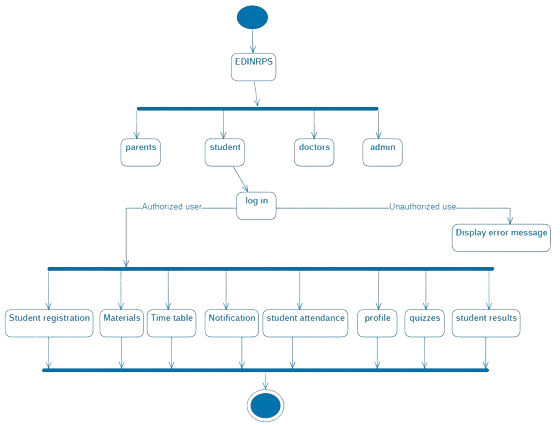 EDINRPS
parents
student
doctors
admin
log in
Authorized user
Unauthorized use
Display error message
Student registration
Materials
Time table
Notification
student attendance
profile
quizzes
student results